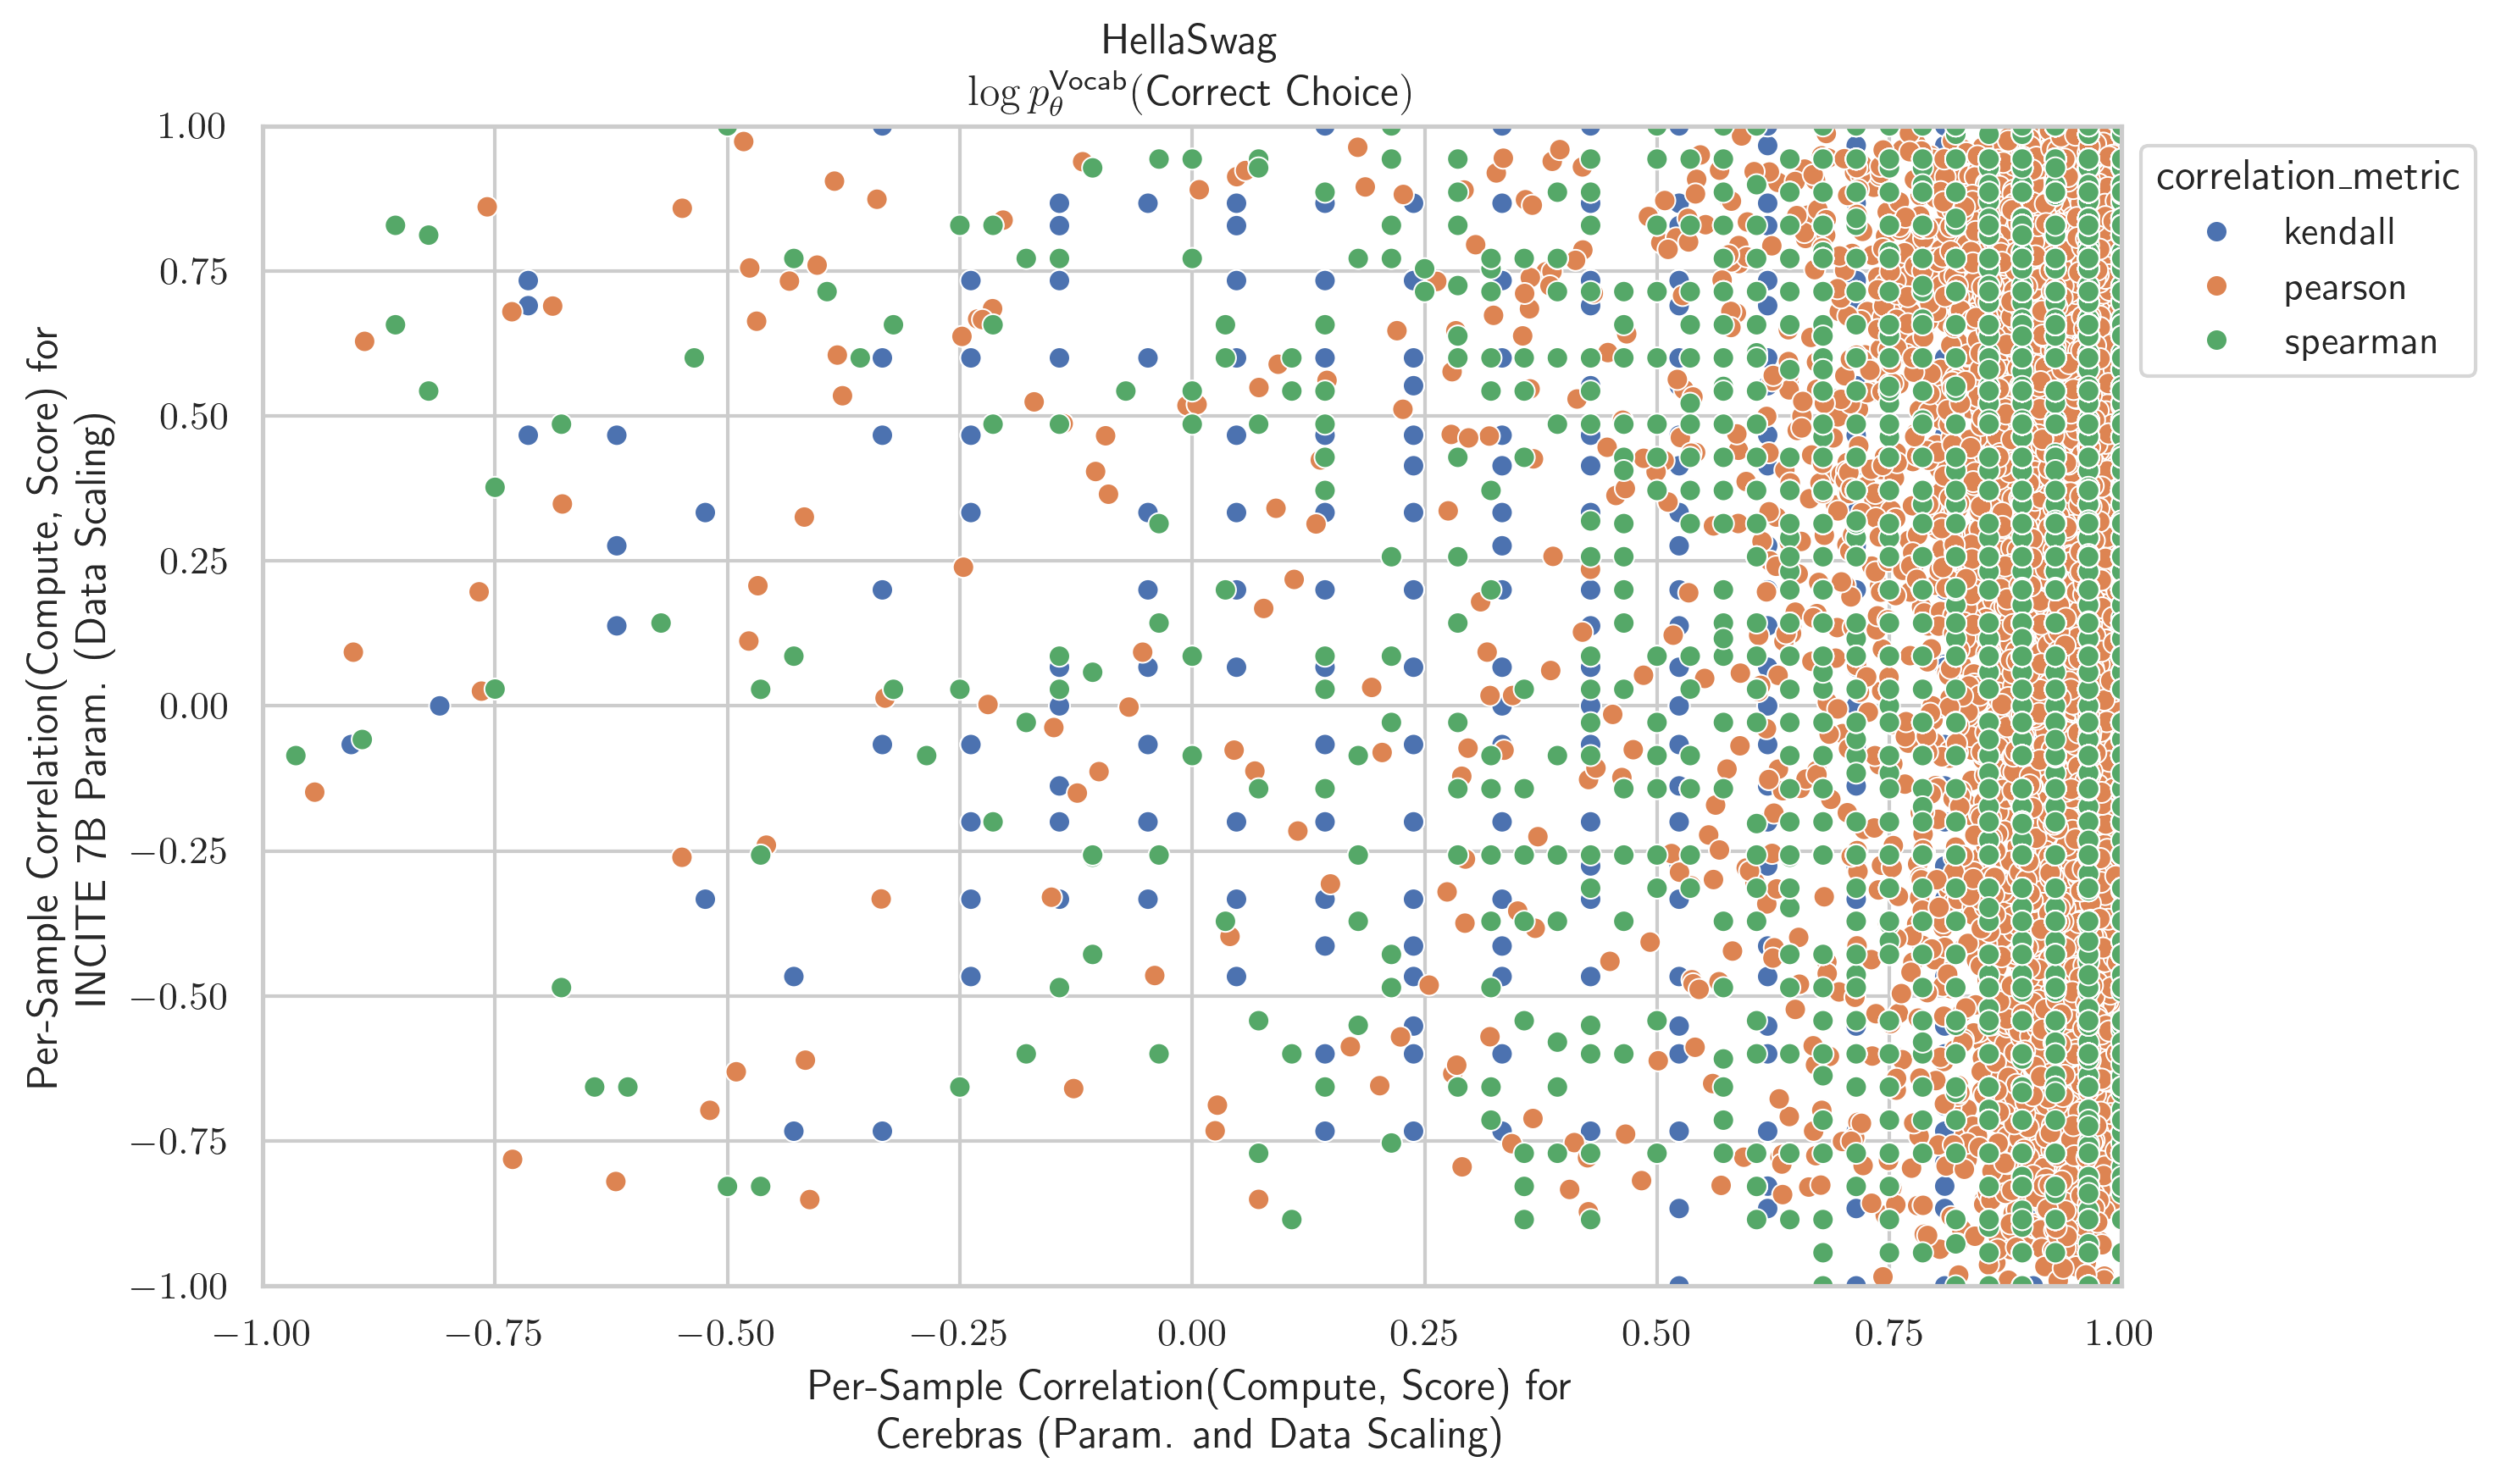 HellaSwag
log p_θ^Vocab(Correct Choice)
1.00
0.75
0.50
0.25
0.00
−0.25
−0.50
−0.75
−1.00
Per-Sample Correlation(Compute, Score) for
INCITE 7B Param. (Data Scaling)
−1.00 −0.75 −0.50 −0.25 0.00 0.25 0.50 0.75 1.00
Per-Sample Correlation(Compute, Score) for
Cerebras (Param. and Data Scaling)
correlation_metric
kendall
pearson
spearman